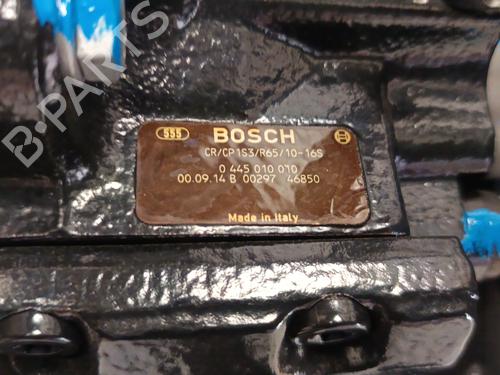 B-PARTS
555
BOSCH
CR/CP1S3/R65/10-16S
0 445 010 010
00.09.14 B 00297 46850
Made in Italy